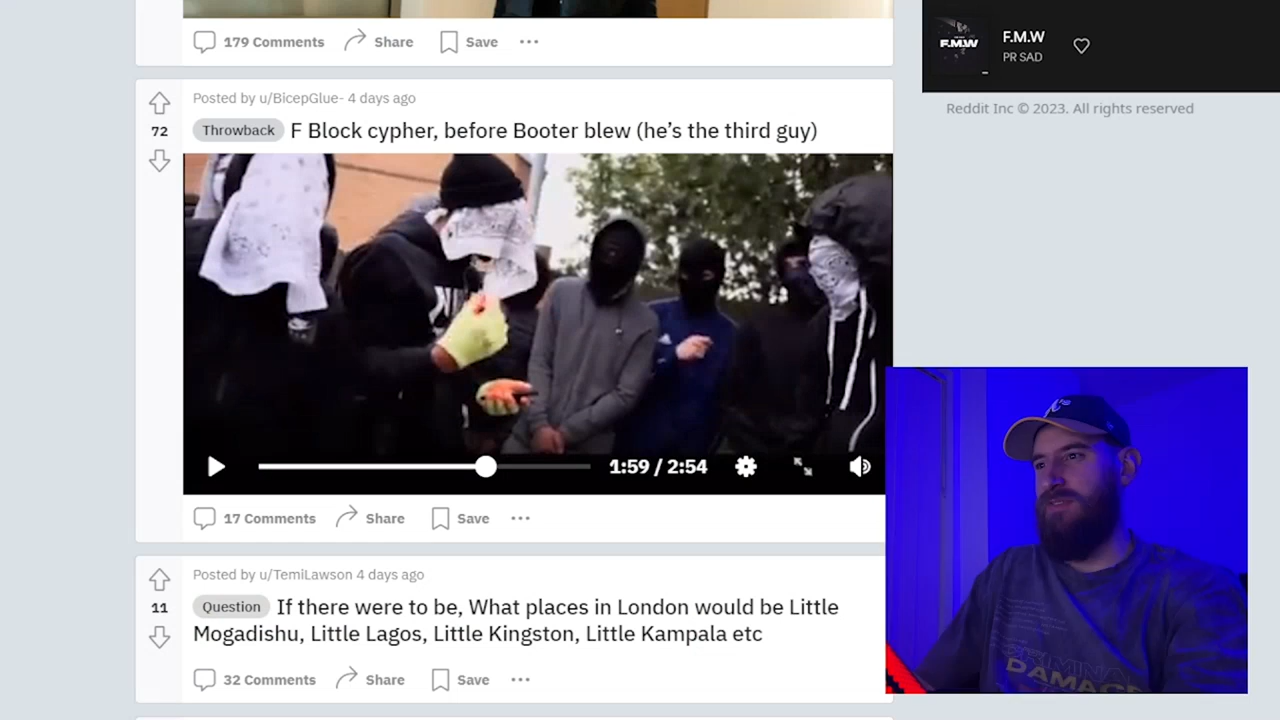 179 Comments Share Save
F.M.W
F.M.W
PR SAD
Reddit Inc © 2023. All rights reserved
Posted by u/BicepGlue- 4 days ago
72
Throwback F Block cypher, before Booter blew (he's the third guy)
1:59 / 2:54
17 Comments Share Save
Posted by u/TemiLawson 4 days ago
11
Question If there were to be, What places in London would be Little
Mogadishu, Little Lagos, Little Kingston, Little Kampala etc
32 Comments Share Save
CRIMINAL
DAMAGE